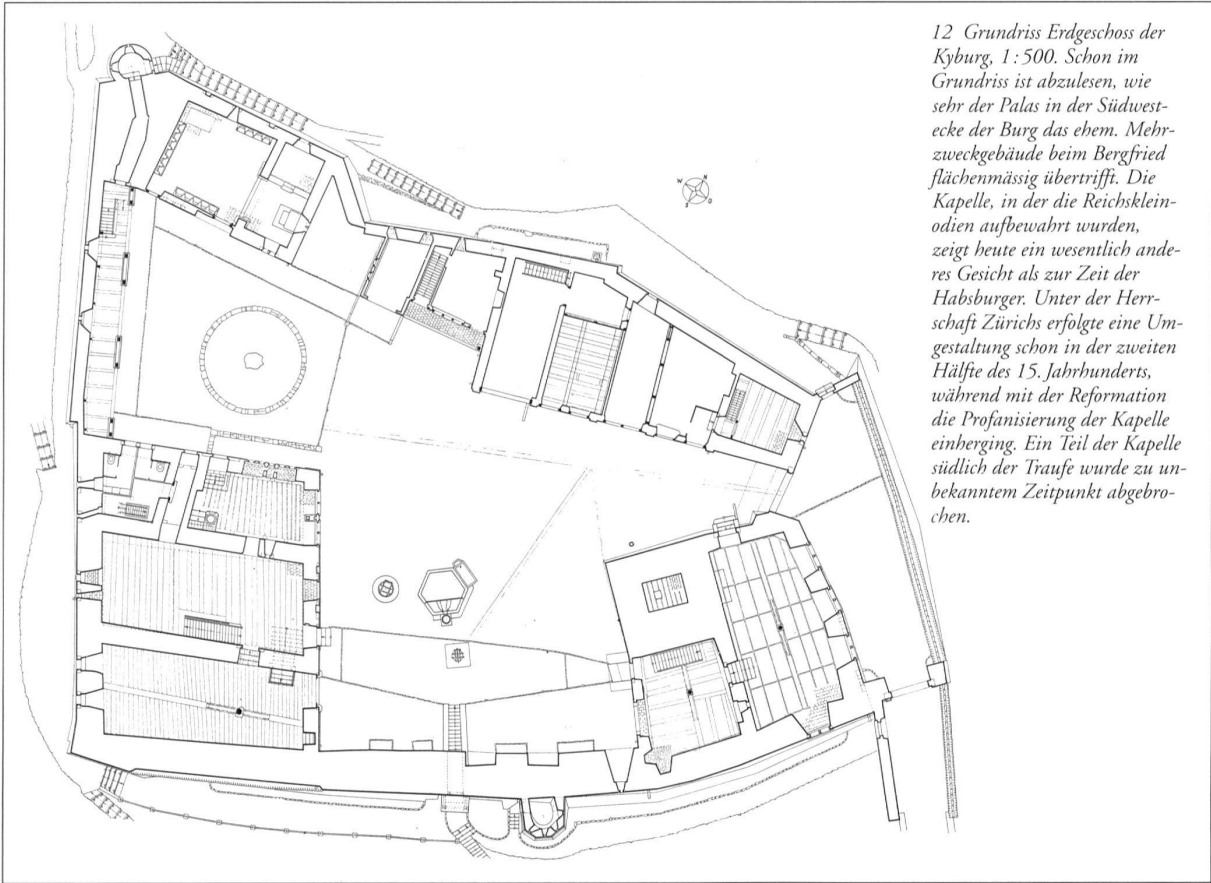 12 Grundriss Erdgeschoss der
Kyburg, 1:500. Schon im
Grundriss ist abzulesen, wie
sehr der Palas in der Südwest-
ecke der Burg das ehem. Mehr-
zweckgebäude beim Bergfried
flächenmässig übertrifft. Die
Kapelle, in der die Reichsklein-
odien aufbewahrt wurden,
zeigt heute ein wesentlich ande-
res Gesicht als zur Zeit der
Habsburger. Unter der Herr-
schaft Zürichs erfolgte eine Um-
gestaltung schon in der zweiten
Hälfte des 15. Jahrhunderts,
während mit der Reformation
die Profanisierung der Kapelle
einherging. Ein Teil der Kapelle
südlich der Traufe wurde zu un-
bekanntem Zeitpunkt abgebro-
chen.
W N
S O